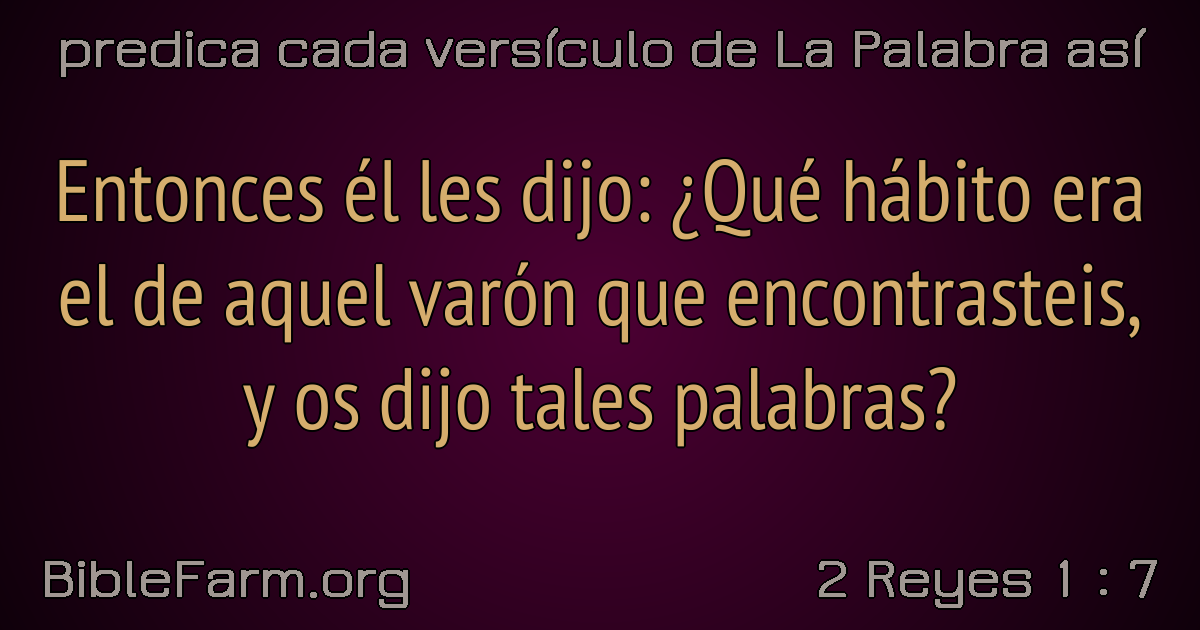 predica cada versículo de La Palabra así
Entonces él les dijo: ¿Qué hábito era
el de aquel varón que encontrasteis,
y os dijo tales palabras?
BibleFarm.org
2 Reyes 1 : 7